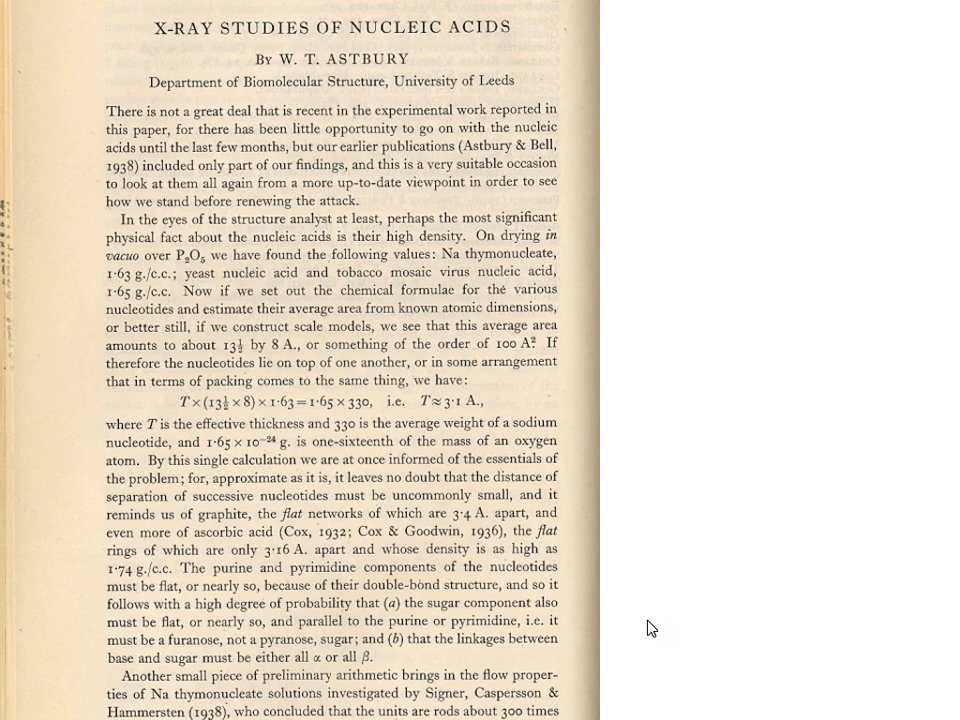 X-RAY STUDIES OF NUCLEIC ACIDS
By W. T. ASTBURY
Department of Biomolecular Structure, University of Leeds
There is not a great deal that is recent in the experimental work reported in
this paper, for there has been little opportunity to go on with the nucleic
acids until the last few months, but our earlier publications (Astbury & Bell,
1938) included only part of our findings, and this is a very suitable occasion
to look at them all again from a more up-to-date viewpoint in order to see
how we stand before renewing the attack.
In the eyes of the structure analyst at least, perhaps the most significant
physical fact about the nucleic acids is their high density. On drying in
vacuo over P₂O₅ we have found the following values: Na thymonucleate,
1·63 g./c.c.; yeast nucleic acid and tobacco mosaic virus nucleic acid,
1·65 g./c.c. Now if we set out the chemical formulae for the various
nucleotides and estimate their average area from known atomic dimensions,
or better still, if we construct scale models, we see that this average area
amounts to about 13½ by 8 A., or something of the order of 100 A². If
therefore the nucleotides lie on top of one another, or in some arrangement
that in terms of packing comes to the same thing, we have:
T × (13½ × 8) × 1·63 = 1·65 × 330, i.e. T ≈ 3·1 A.,
where T is the effective thickness and 330 is the average weight of a sodium
nucleotide, and 1·65 × 10⁻²⁴ g. is one-sixteenth of the mass of an oxygen
atom. By this single calculation we are at once informed of the essentials of
the problem; for, approximate as it is, it leaves no doubt that the distance of
separation of successive nucleotides must be uncommonly small, and it
reminds us of graphite, the flat networks of which are 3·4 A. apart, and
even more of ascorbic acid (Cox, 1932; Cox & Goodwin, 1936), the flat
rings of which are only 3·16 A. apart and whose density is as high as
1·74 g./c.c. The purine and pyrimidine components of the nucleotides
must be flat, or nearly so, because of their double-bond structure, and so it
follows with a high degree of probability that (a) the sugar component also
must be flat, or nearly so, and parallel to the purine or pyrimidine, i.e. it
must be a furanose, not a pyranose, sugar; and (b) that the linkages between
base and sugar must be either all α or all β.
Another small piece of preliminary arithmetic brings in the flow proper-
ties of Na thymonucleate solutions investigated by Signer, Caspersson &
Hammersten (1938), who concluded that the units are rods about 300 times